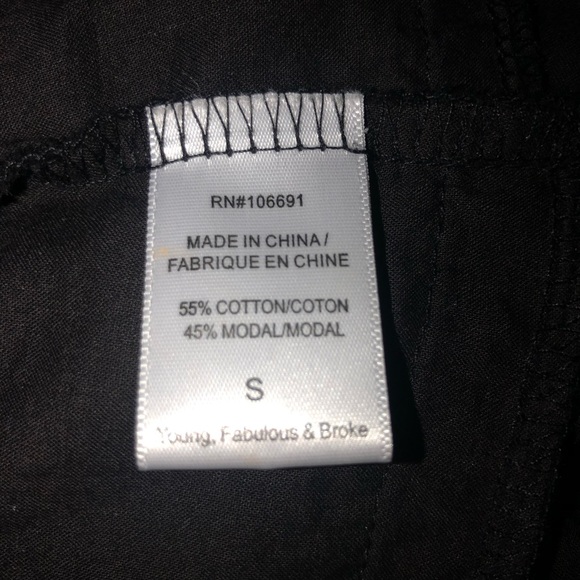 RN#106691
MADE IN CHINA /
FABRIQUE EN CHINE
55% COTTON/COTON
45% MODAL/MODAL
S
Young, Fabulous & Broke